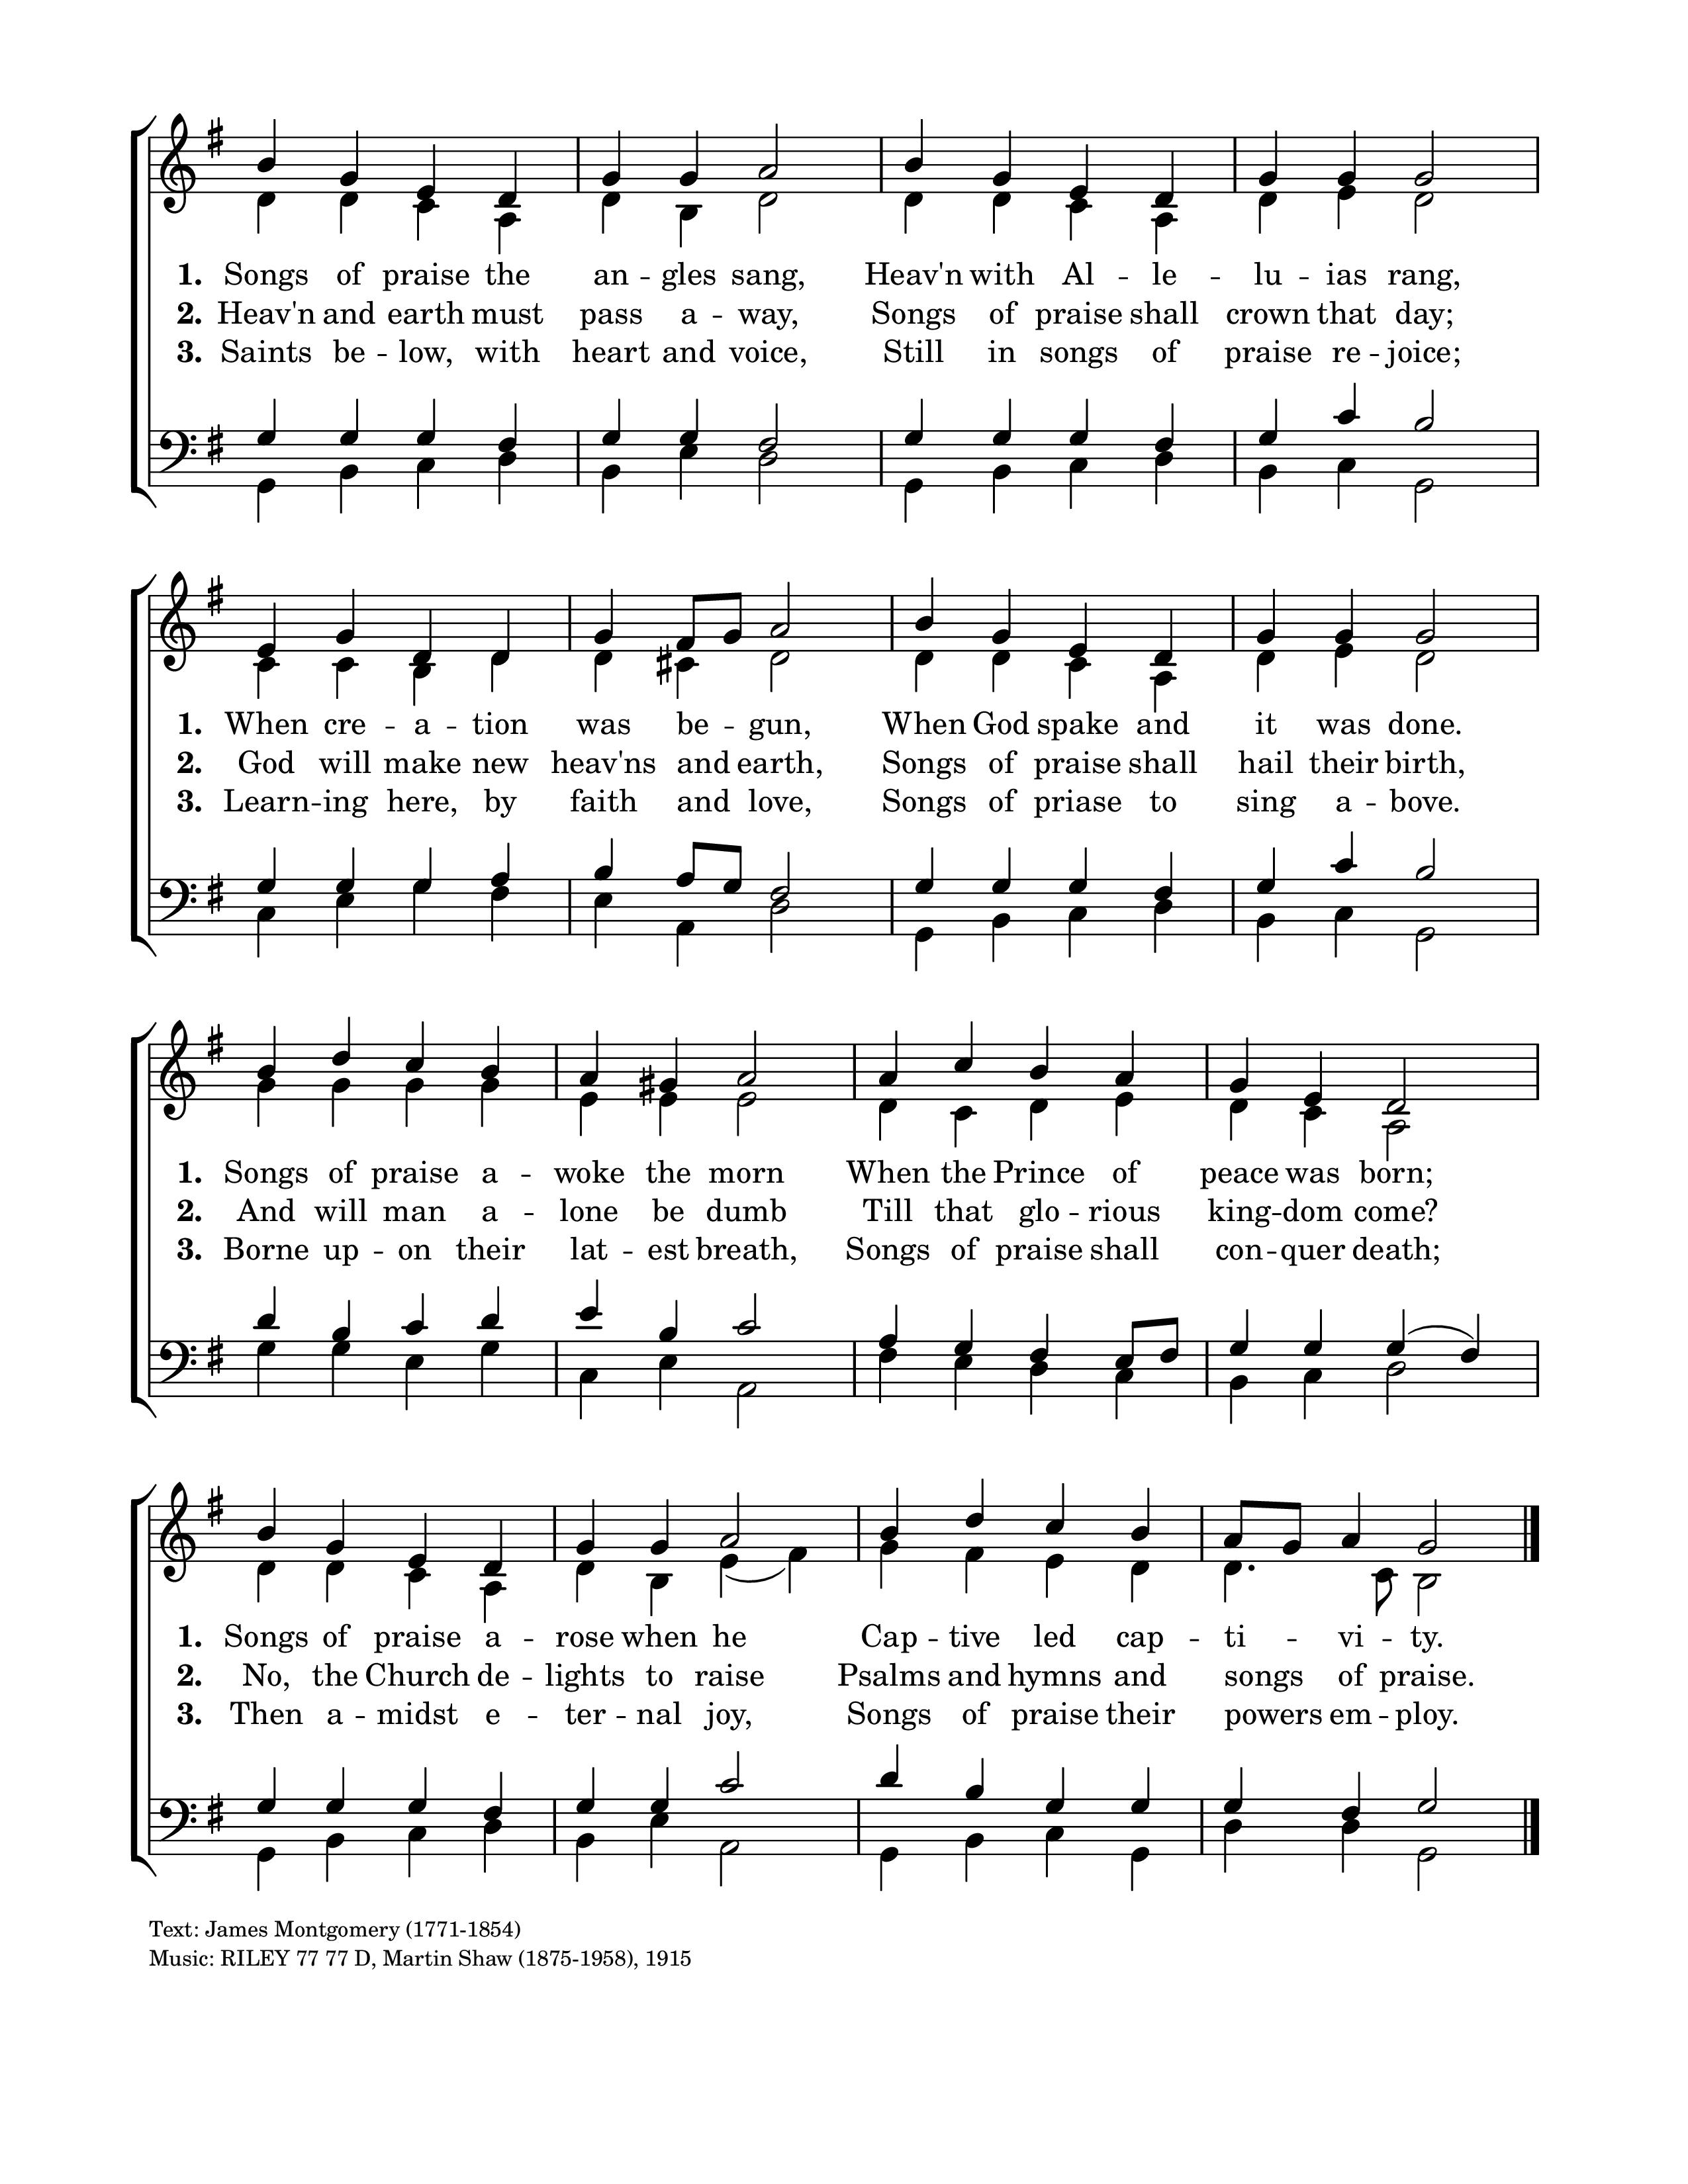 1. Songs of praise the an -- gles sang, Heav'n with Al -- le -- lu -- ias rang,
2. Heav'n and earth must pass a -- way, Songs of praise shall crown that day;
3. Saints be -- low, with heart and voice, Still in songs of praise re -- joice;
1. When cre -- a -- tion was be -- gun, When God spake and it was done.
2. God will make new heav'ns and earth, Songs of praise shall hail their birth,
3. Learn -- ing here, by faith and love, Songs of priase to sing a -- bove.
1. Songs of praise a -- woke the morn When the Prince of peace was born;
2. And will man a -- lone be dumb Till that glo -- rious king -- dom come?
3. Borne up -- on their lat -- est breath, Songs of praise shall con -- quer death;
1. Songs of praise a -- rose when he Cap -- tive led cap -- ti -- vi -- ty.
2. No, the Church de -- lights to raise Psalms and hymns and songs of praise.
3. Then a -- midst e -- ter -- nal joy, Songs of praise their powers em -- ploy.
Text: James Montgomery (1771-1854)
Music: RILEY 77 77 D, Martin Shaw (1875-1958), 1915